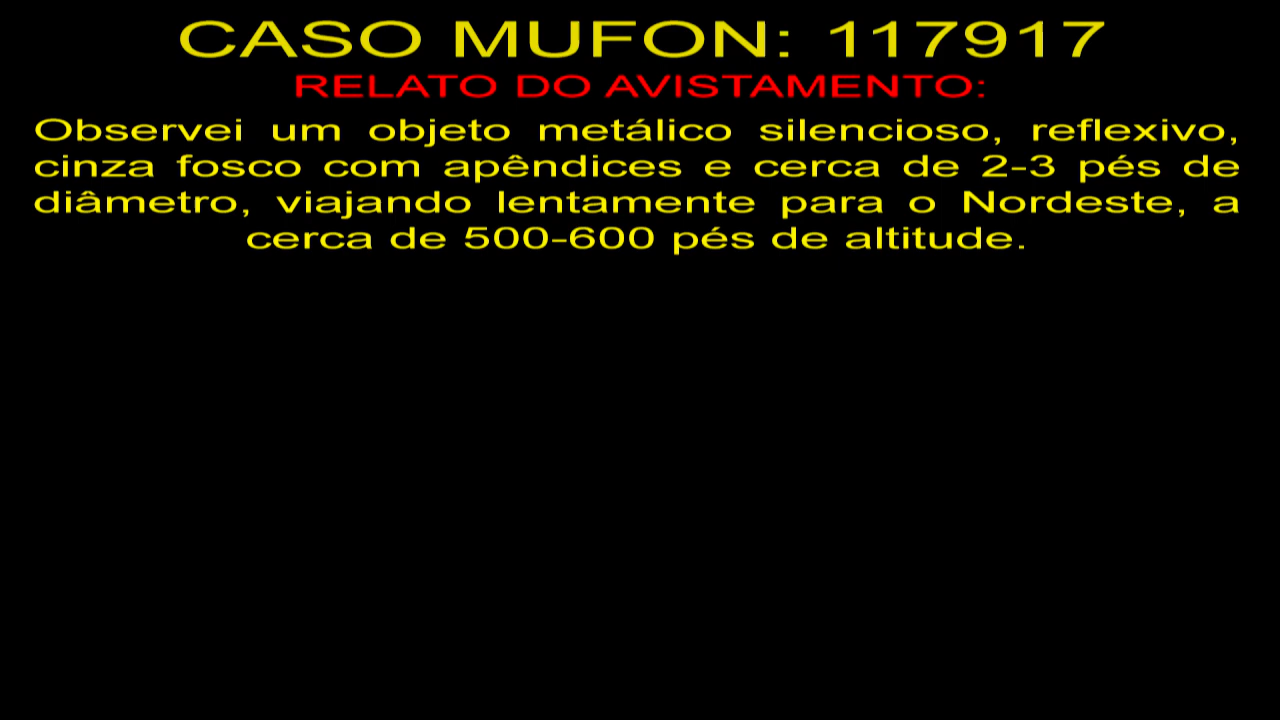 CASO MUFON: 117917
RELATO DO AVISTAMENTO:
Observei um objeto metálico silencioso, reflexivo,
cinza fosco com apêndices e cerca de 2-3 pés de
diâmetro, viajando lentamente para o Nordeste, a
cerca de 500-600 pés de altitude.